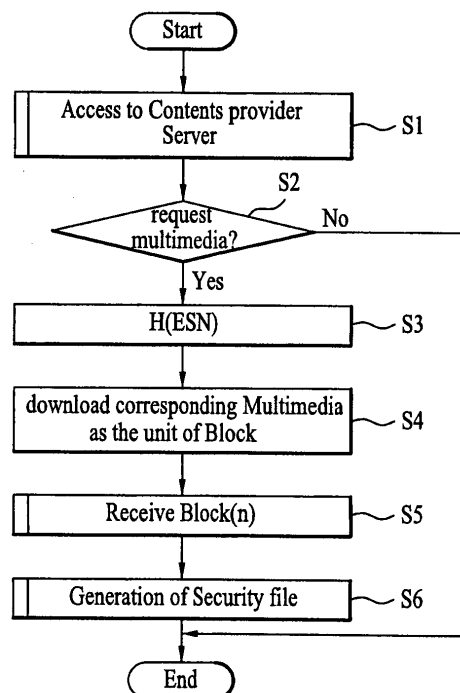 Start
Access to Contents provider
Server
S1
S2
request
multimedia?
No
Yes
H(ESN)
S3
download corresponding Multimedia
as the unit of Block
S4
Receive Block(n)
S5
Generation of Security file
S6
End